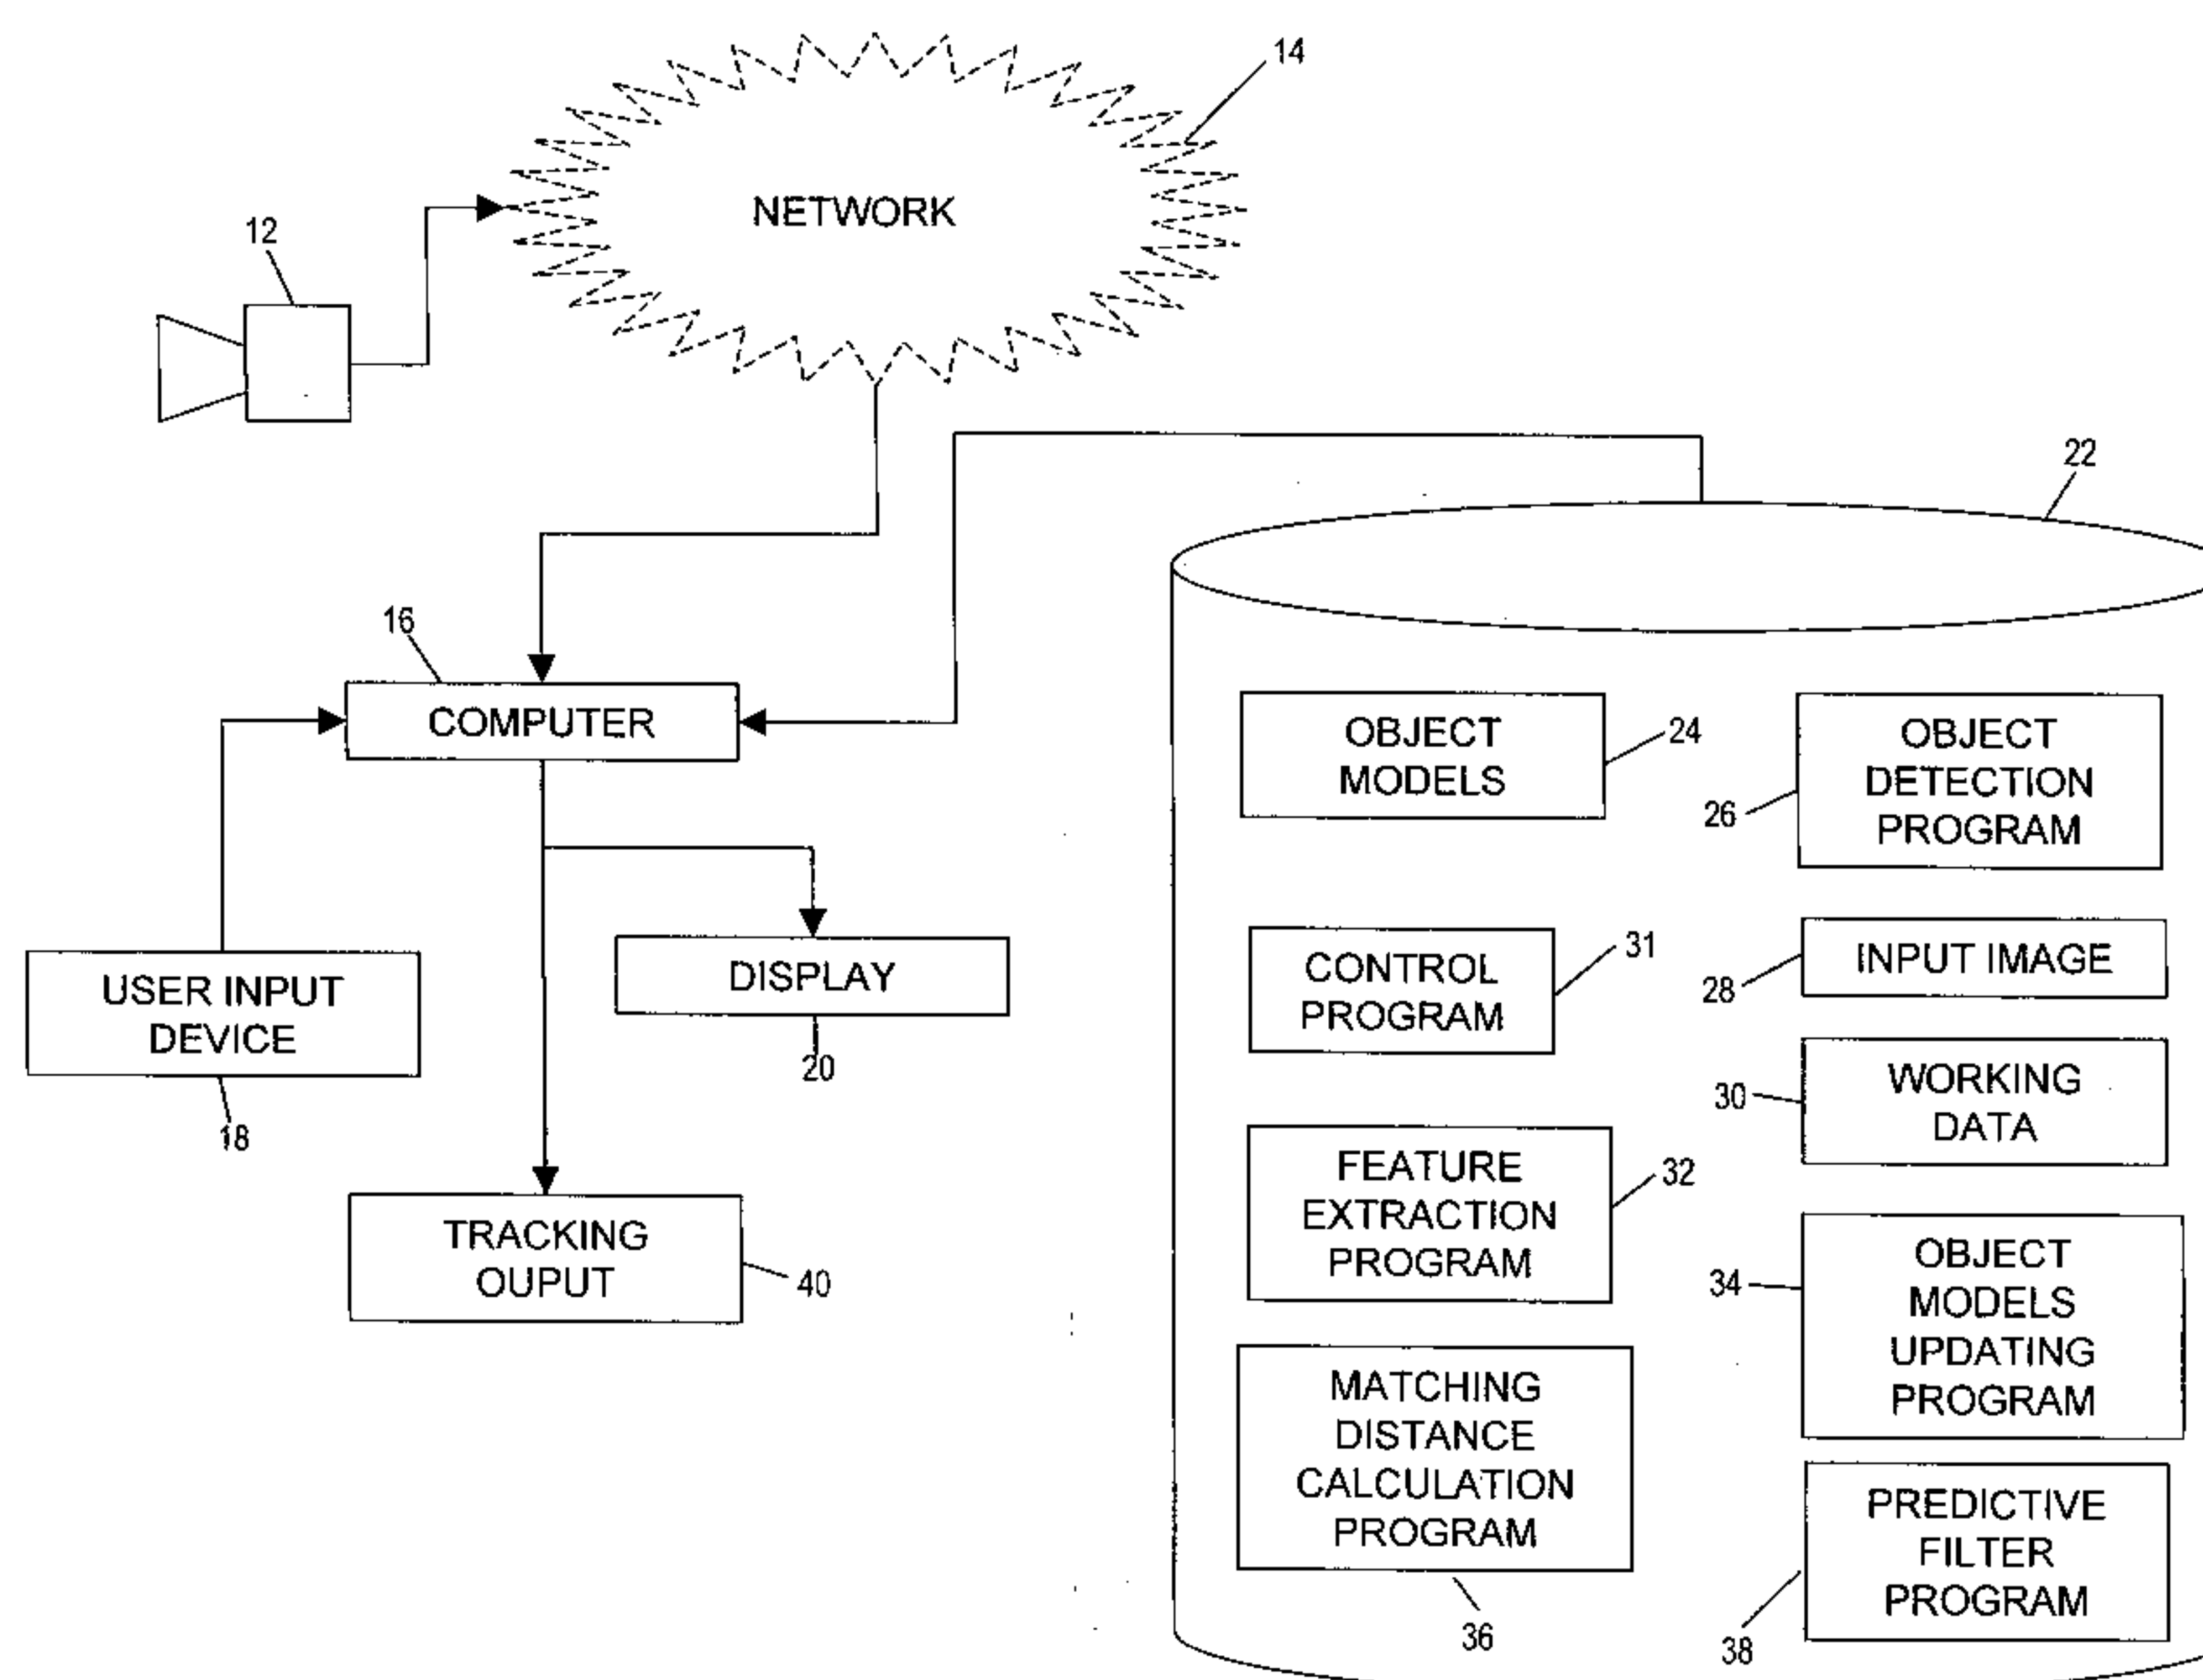 14
NETWORK
12
22
16
COMPUTER
OBJECT
MODELS
24
OBJECT
DETECTION
PROGRAM
26
CONTROL
PROGRAM
31
INPUT IMAGE
28
USER INPUT
DEVICE
18
DISPLAY
20
WORKING
DATA
30
FEATURE
EXTRACTION
PROGRAM
32
TRACKING
OUPUT
40
OBJECT
MODELS
UPDATING
PROGRAM
34
MATCHING
DISTANCE
CALCULATION
PROGRAM
36
PREDICTIVE
FILTER
PROGRAM
38